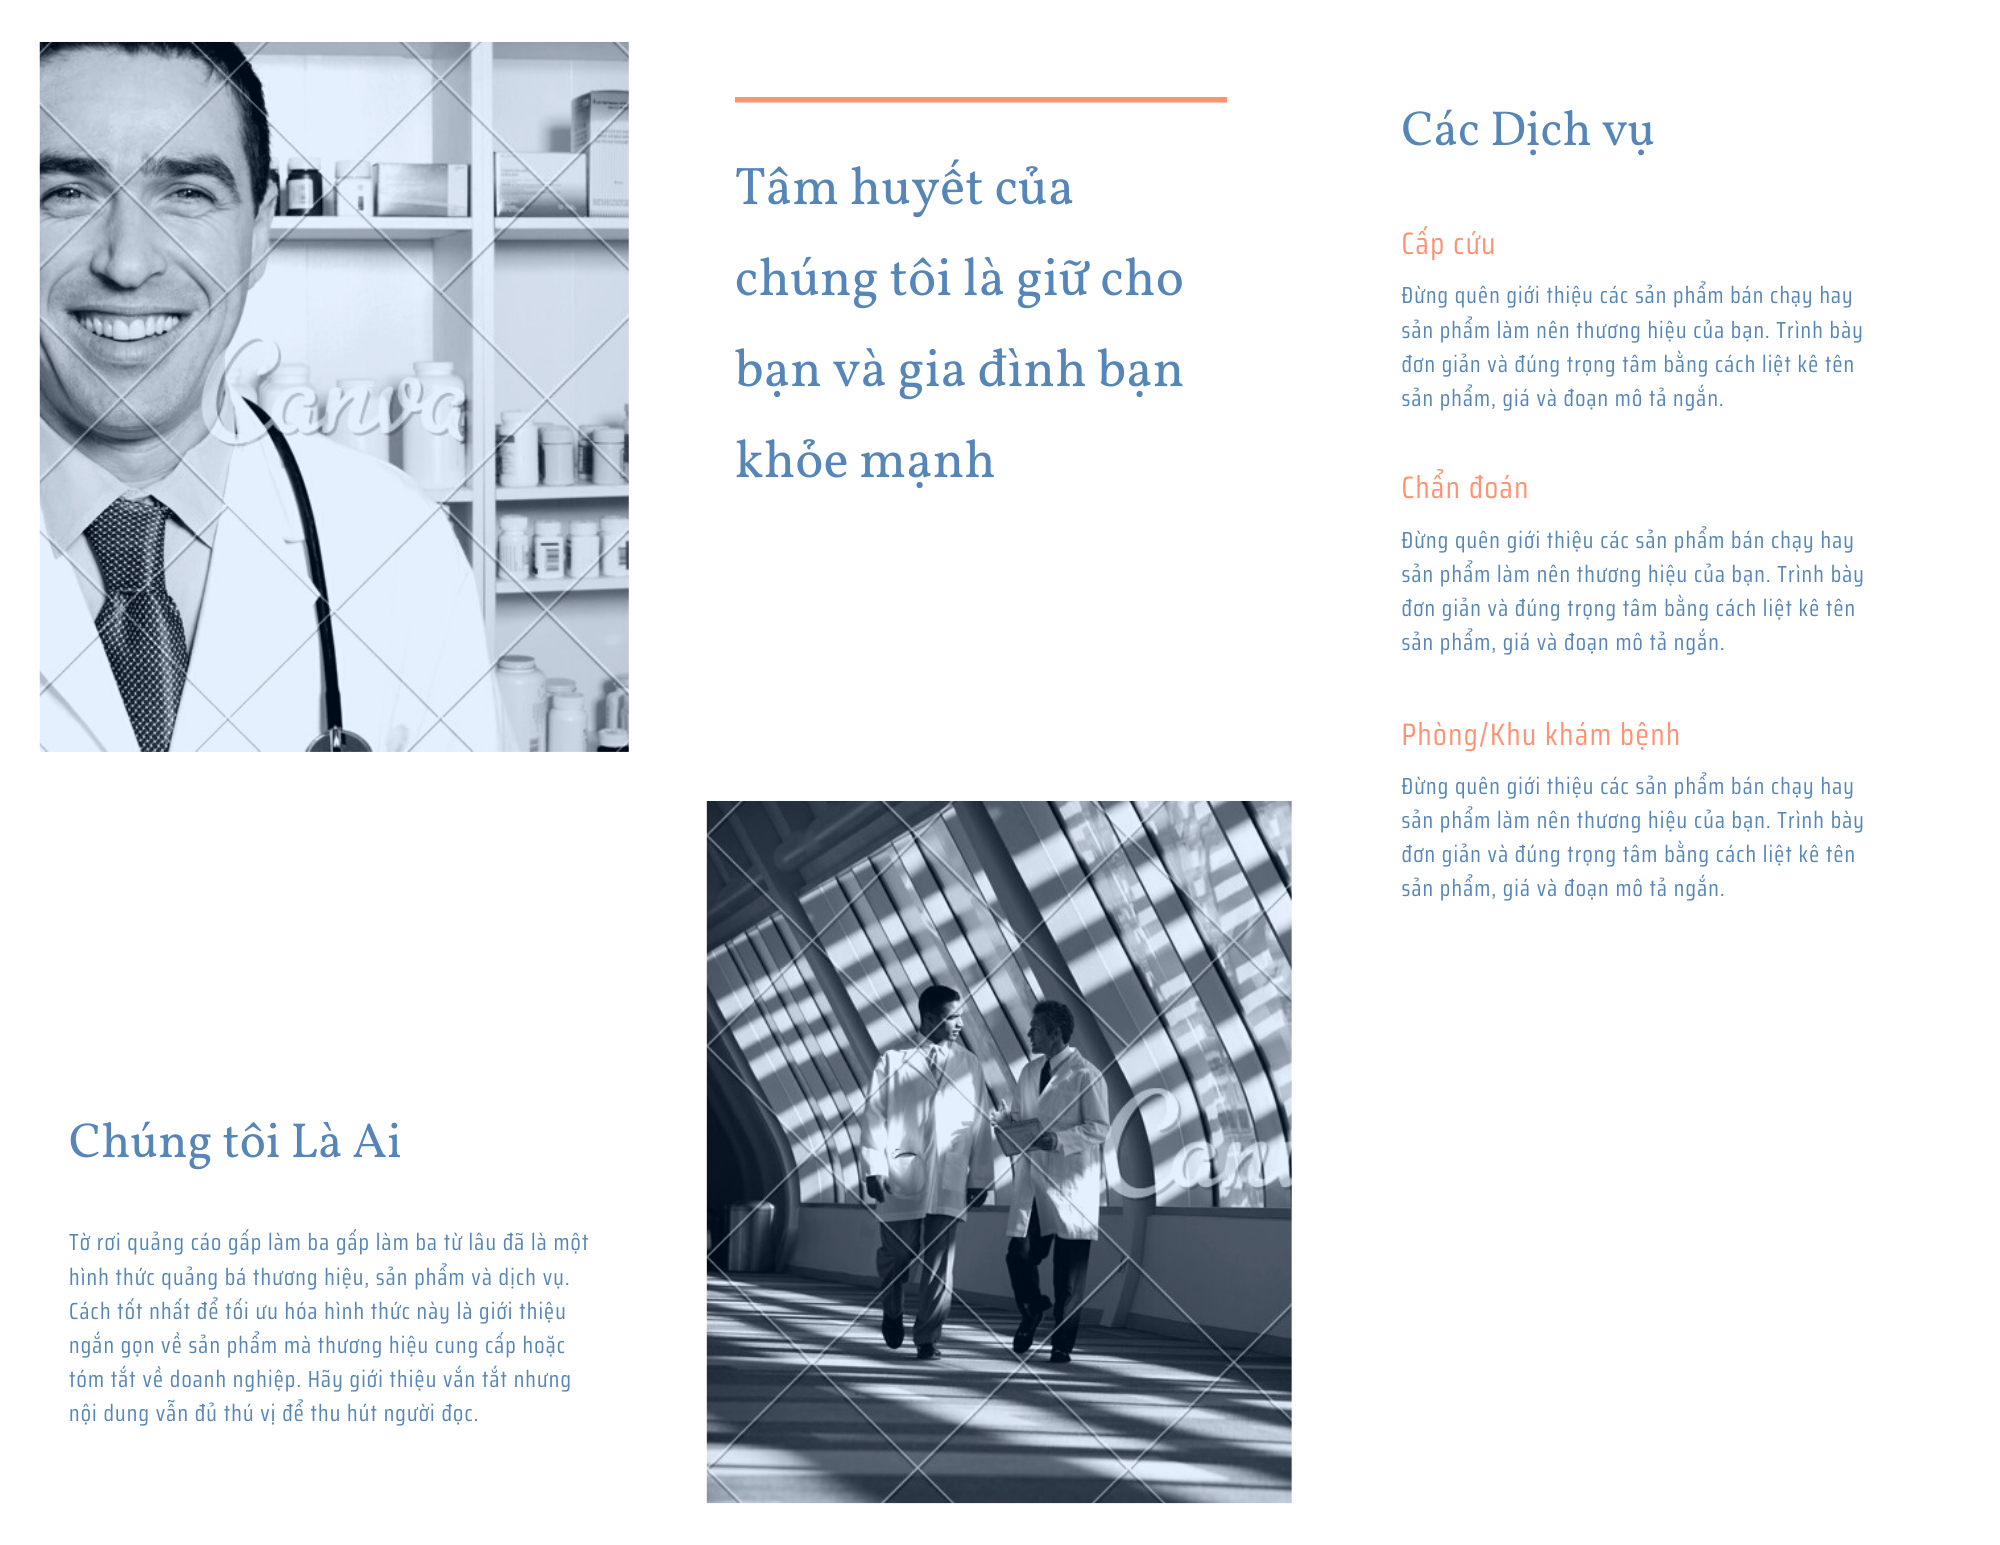 Canva
Chúng tôi Là Ai
Tờ rơi quảng cáo gấp làm ba gấp làm ba từ lâu đã là một
hình thức quảng bá thương hiệu, sản phẩm và dịch vụ.
Cách tốt nhất để tối ưu hóa hình thức này là giới thiệu
ngắn gọn về sản phẩm mà thương hiệu cung cấp hoặc
tóm tắt về doanh nghiệp. Hãy giới thiệu vắn tắt nhưng
nội dung vẫn đủ thú vị để thu hút người đọc.
Tâm huyết của
chúng tôi là giữ cho
bạn và gia đình bạn
khỏe mạnh
Can
Các Dịch vụ
Cấp cứu
Đừng quên giới thiệu các sản phẩm bán chạy hay
sản phẩm làm nên thương hiệu của bạn. Trình bày
đơn giản và đúng trọng tâm bằng cách liệt kê tên
sản phẩm, giá và đoạn mô tả ngắn.
Chẩn đoán
Đừng quên giới thiệu các sản phẩm bán chạy hay
sản phẩm làm nên thương hiệu của bạn. Trình bày
đơn giản và đúng trọng tâm bằng cách liệt kê tên
sản phẩm, giá và đoạn mô tả ngắn.
Phòng/Khu khám bệnh
Đừng quên giới thiệu các sản phẩm bán chạy hay
sản phẩm làm nên thương hiệu của bạn. Trình bày
đơn giản và đúng trọng tâm bằng cách liệt kê tên
sản phẩm, giá và đoạn mô tả ngắn.